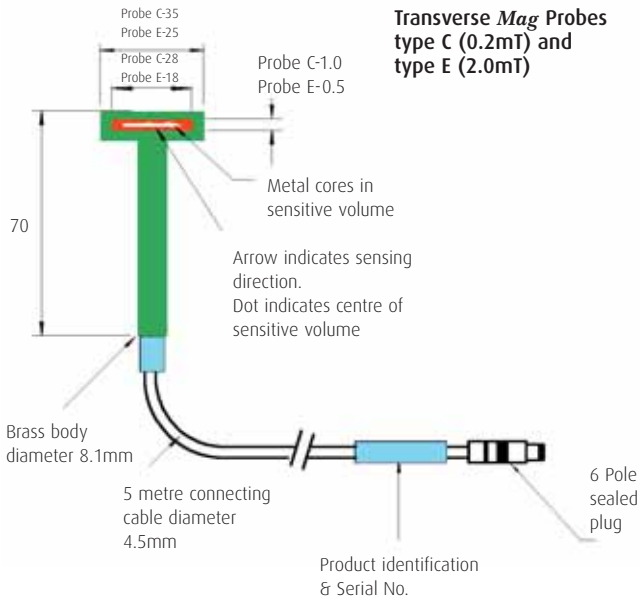 Probe C-35
Probe E-25
Probe C-28
Probe E-18
Probe C-1.0
Probe E-0.5
Transverse Mag Probes
type C (0.2mT) and
type E (2.0mT)
Metal cores in
sensitive volume
70
Arrow indicates sensing
direction.
Dot indicates centre of
sensitive volume
Brass body
diameter 8.1mm
5 metre connecting
cable diameter
4.5mm
6 Pole
sealed
plug
Product identification
& Serial No.